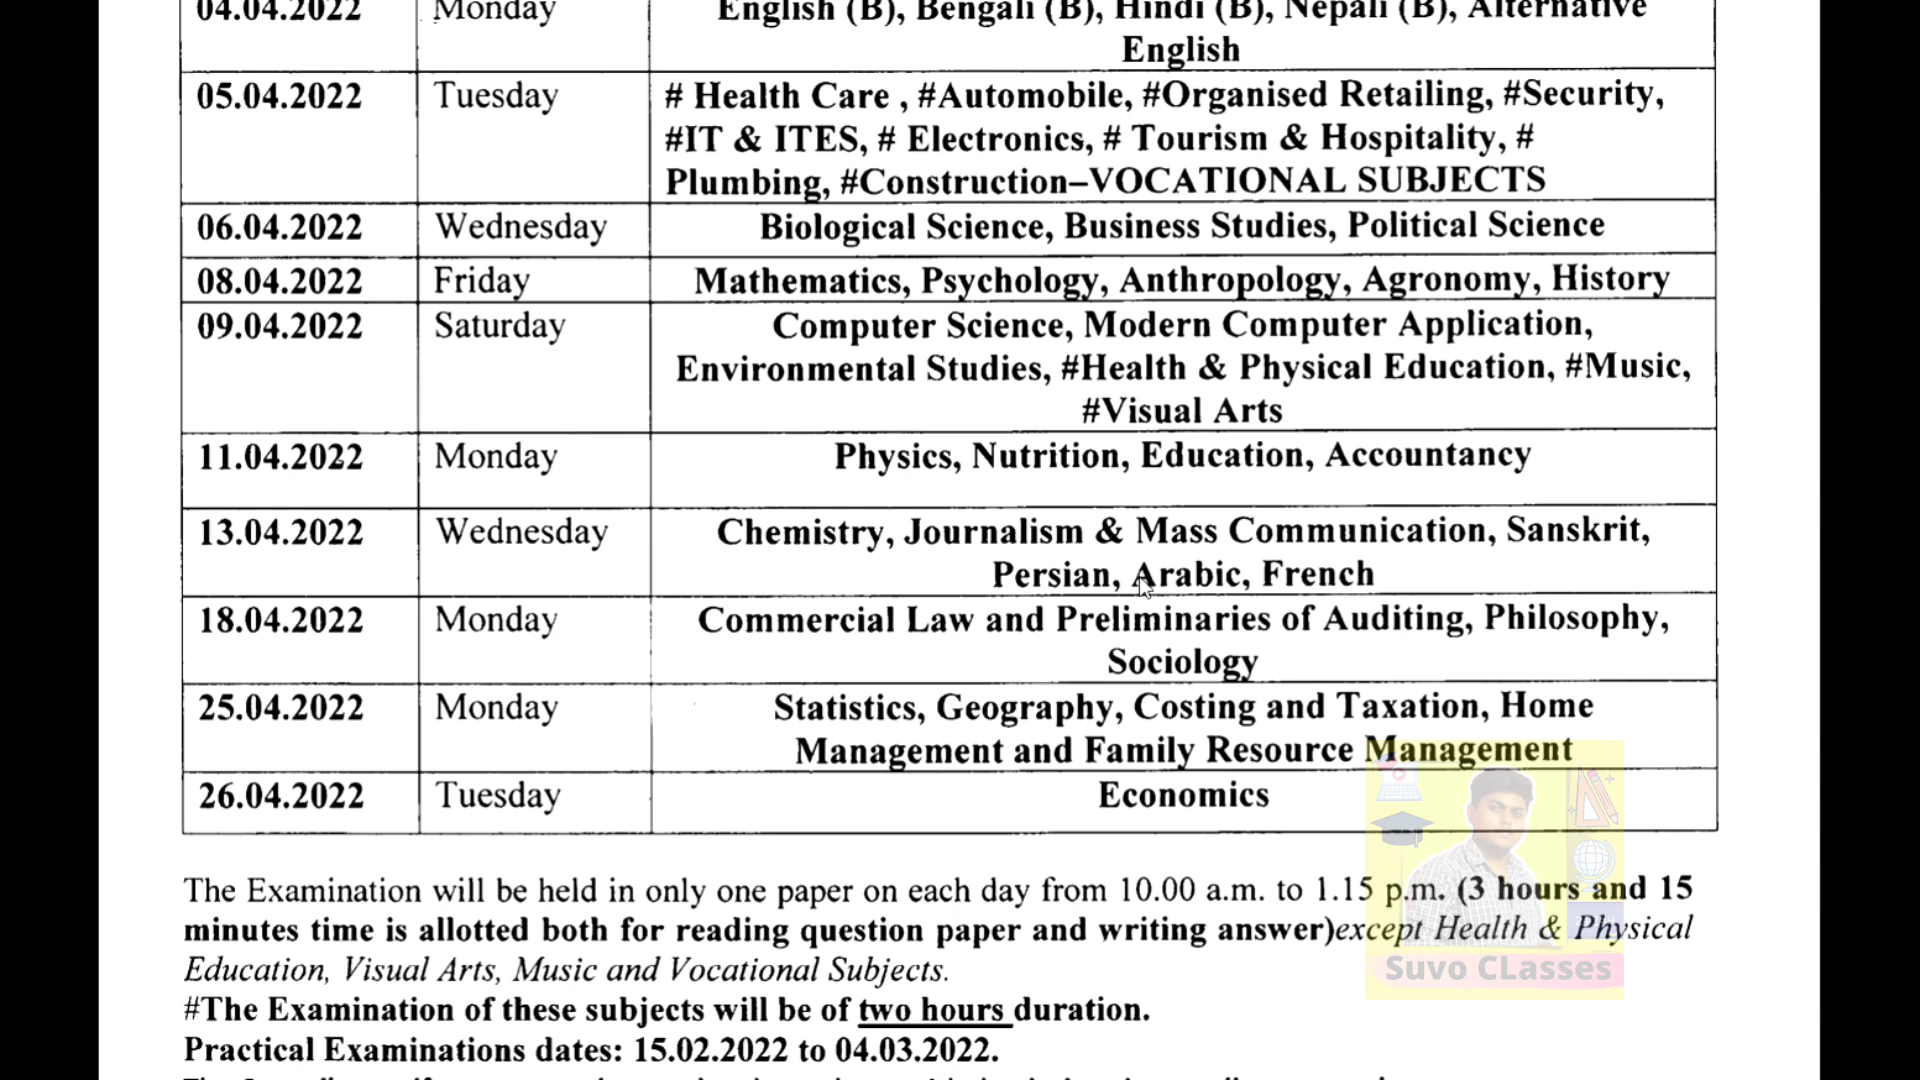 04.04.2022 Monday English (B), Bengali (B), Hindi (B), Nepali (B), Alternative
English
05.04.2022 Tuesday # Health Care , #Automobile, #Organised Retailing, #Security,
#IT & ITES, # Electronics, # Tourism & Hospitality, #
Plumbing, #Construction–VOCATIONAL SUBJECTS
06.04.2022 Wednesday Biological Science, Business Studies, Political Science
08.04.2022 Friday Mathematics, Psychology, Anthropology, Agronomy, History
09.04.2022 Saturday Computer Science, Modern Computer Application,
Environmental Studies, #Health & Physical Education, #Music,
#Visual Arts
11.04.2022 Monday Physics, Nutrition, Education, Accountancy
13.04.2022 Wednesday Chemistry, Journalism & Mass Communication, Sanskrit,
Persian, Arabic, French
18.04.2022 Monday Commercial Law and Preliminaries of Auditing, Philosophy,
Sociology
25.04.2022 Monday Statistics, Geography, Costing and Taxation, Home
Management and Family Resource Management
26.04.2022 Tuesday Economics
The Examination will be held in only one paper on each day from 10.00 a.m. to 1.15 p.m. (3 hours and 15
minutes time is allotted both for reading question paper and writing answer)except Health & Physical
Education, Visual Arts, Music and Vocational Subjects.
Suvo CLasses
#The Examination of these subjects will be of two hours duration.
Practical Examinations dates: 15.02.2022 to 04.03.2022.